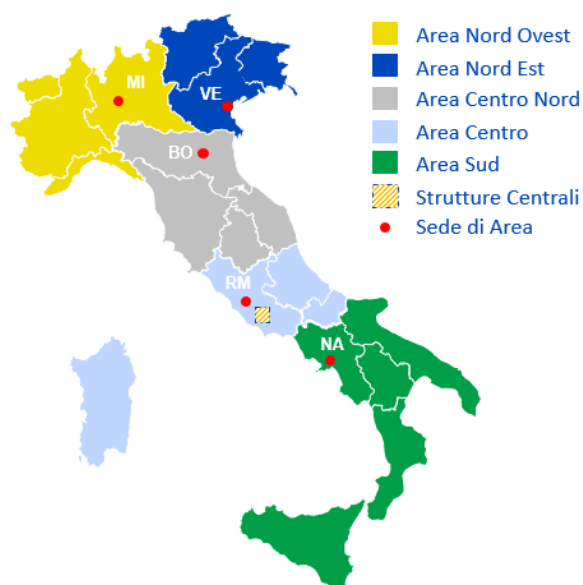 MI
VE
BO
RM
NA
Area Nord Ovest
Area Nord Est
Area Centro Nord
Area Centro
Area Sud
Strutture Centrali
Sede di Area